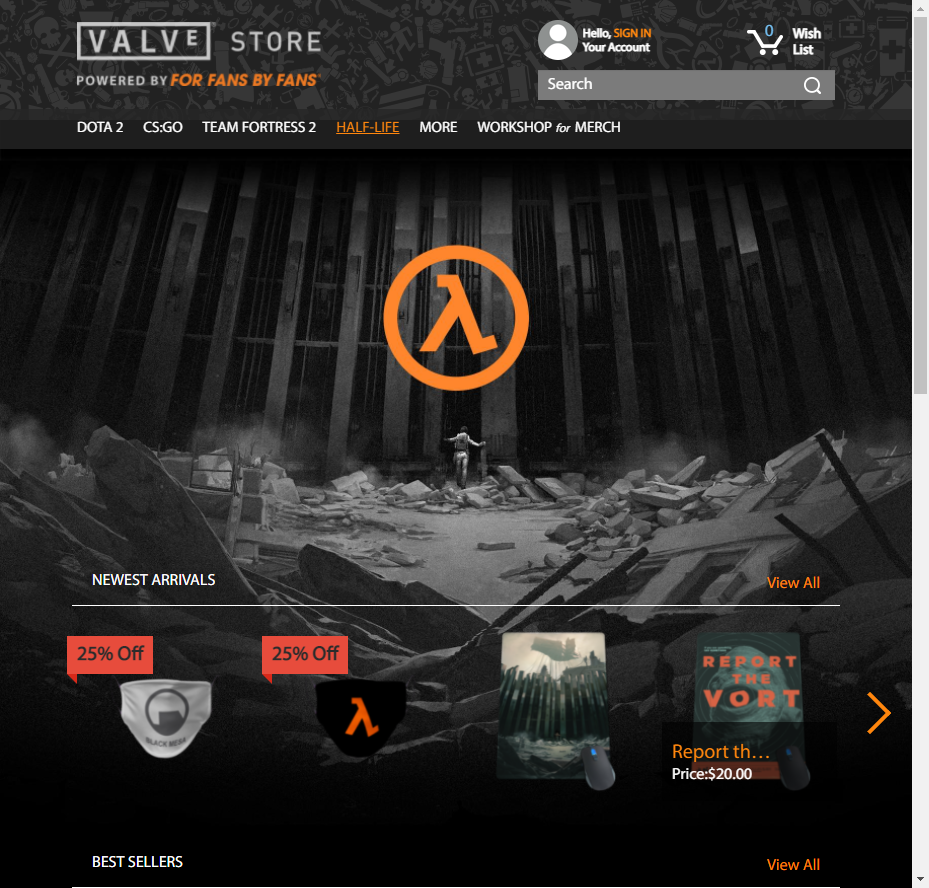 VALVE STORE
POWERED BY FOR FANS BY FANS
Hello, SIGN IN
Your Account
0
Wish
List
Search
DOTA 2 CS:GO TEAM FORTRESS 2 HALF-LIFE MORE WORKSHOP for MERCH
NEWEST ARRIVALS
View All
25% Off
25% Off
BLACK MESA
REPORT
THE
VORT
Report th...
Price:$20.00
BEST SELLERS
View All